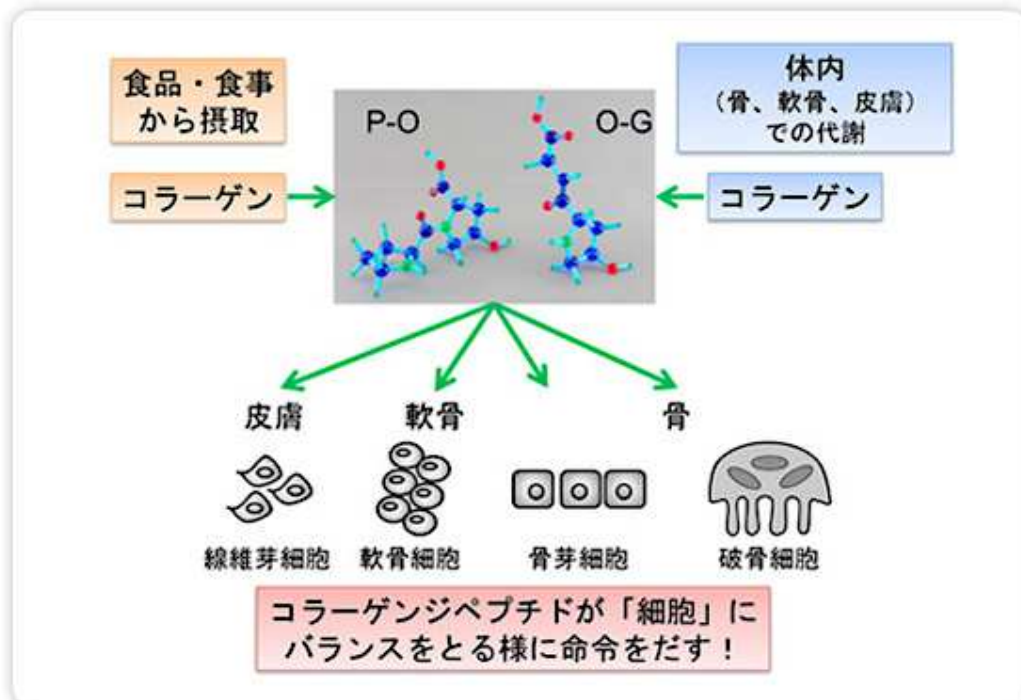 食品・食事
から摂取
体内
（骨、軟骨、皮膚）
での代謝
P-O
O-G
コラーゲン
コラーゲン
皮膚
軟骨
骨
線維芽細胞
軟骨細胞
骨芽細胞
破骨細胞
コラーゲンジペプチドが「細胞」に
バランスをとる様に命令をだす！